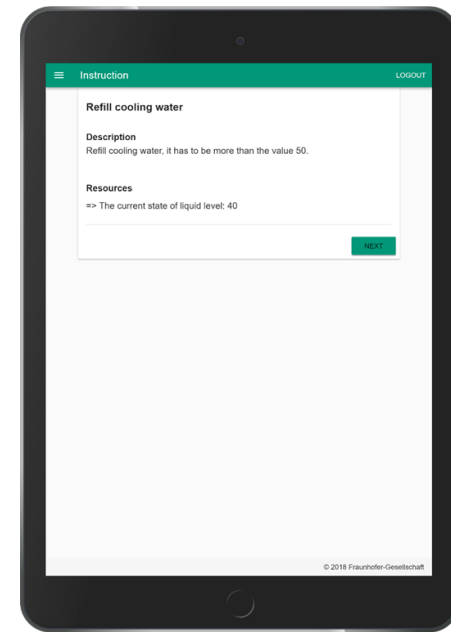 Instruction
LOGOUT
Refill cooling water
Description
Refill cooling water, it has to be more than the value 50.
Resources
=> The current state of liquid level: 40
NEXT
© 2018 Fraunhofer-Gesellschaft